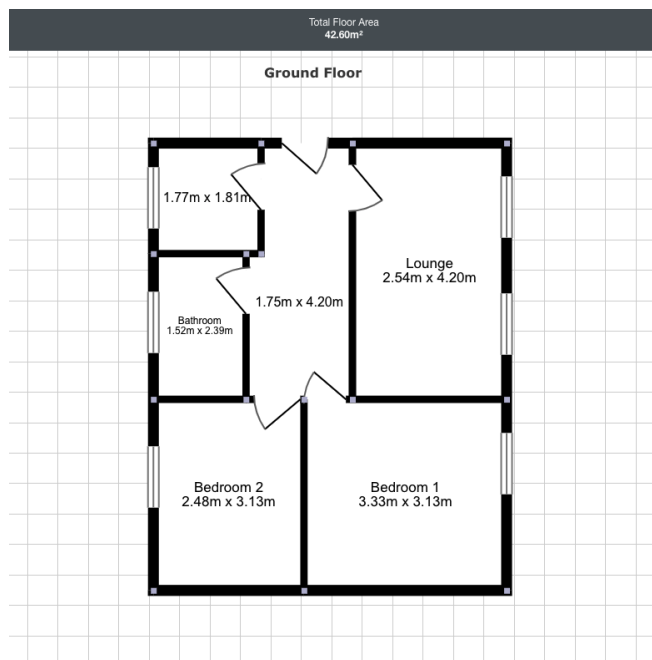 Total Floor Area
42.60m²
Ground Floor
1.77m x 1.81m
Lounge
2.54m x 4.20m
1.75m x 4.20m
Bathroom
1.52m x 2.39m
Bedroom 2
2.48m x 3.13m
Bedroom 1
3.33m x 3.13m